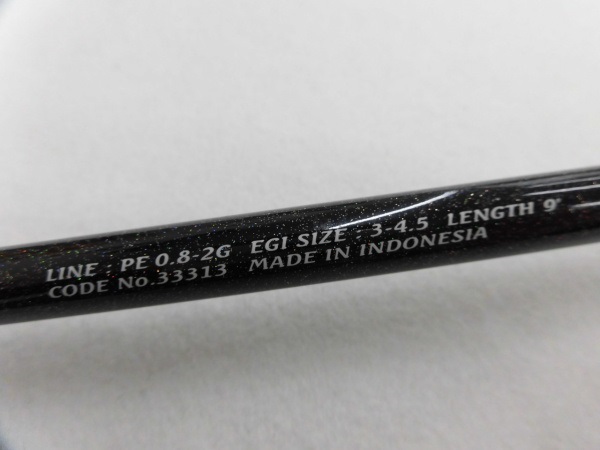 LINE : PE 0.8-2G EGI SIZE : 3-4.5 LENGTH 9'
CODE No.33313 MADE IN INDONESIA